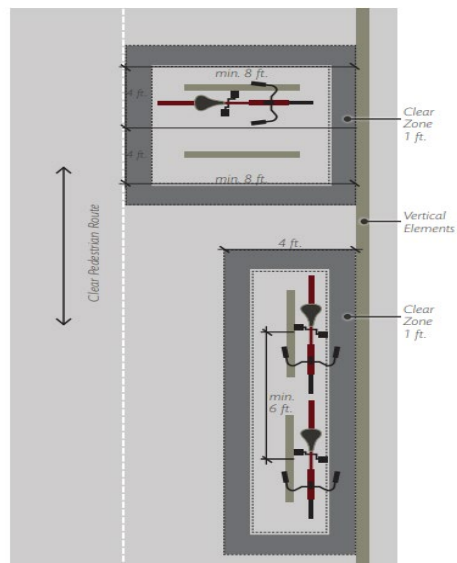 min. 8 ft.
4 ft.
Clear
Zone
1 ft.
4 ft.
min. 8 ft.
Clear Pedestrian Route
Vertical
Elements
4 ft.
Clear
Zone
1 ft.
min.
6 ft.